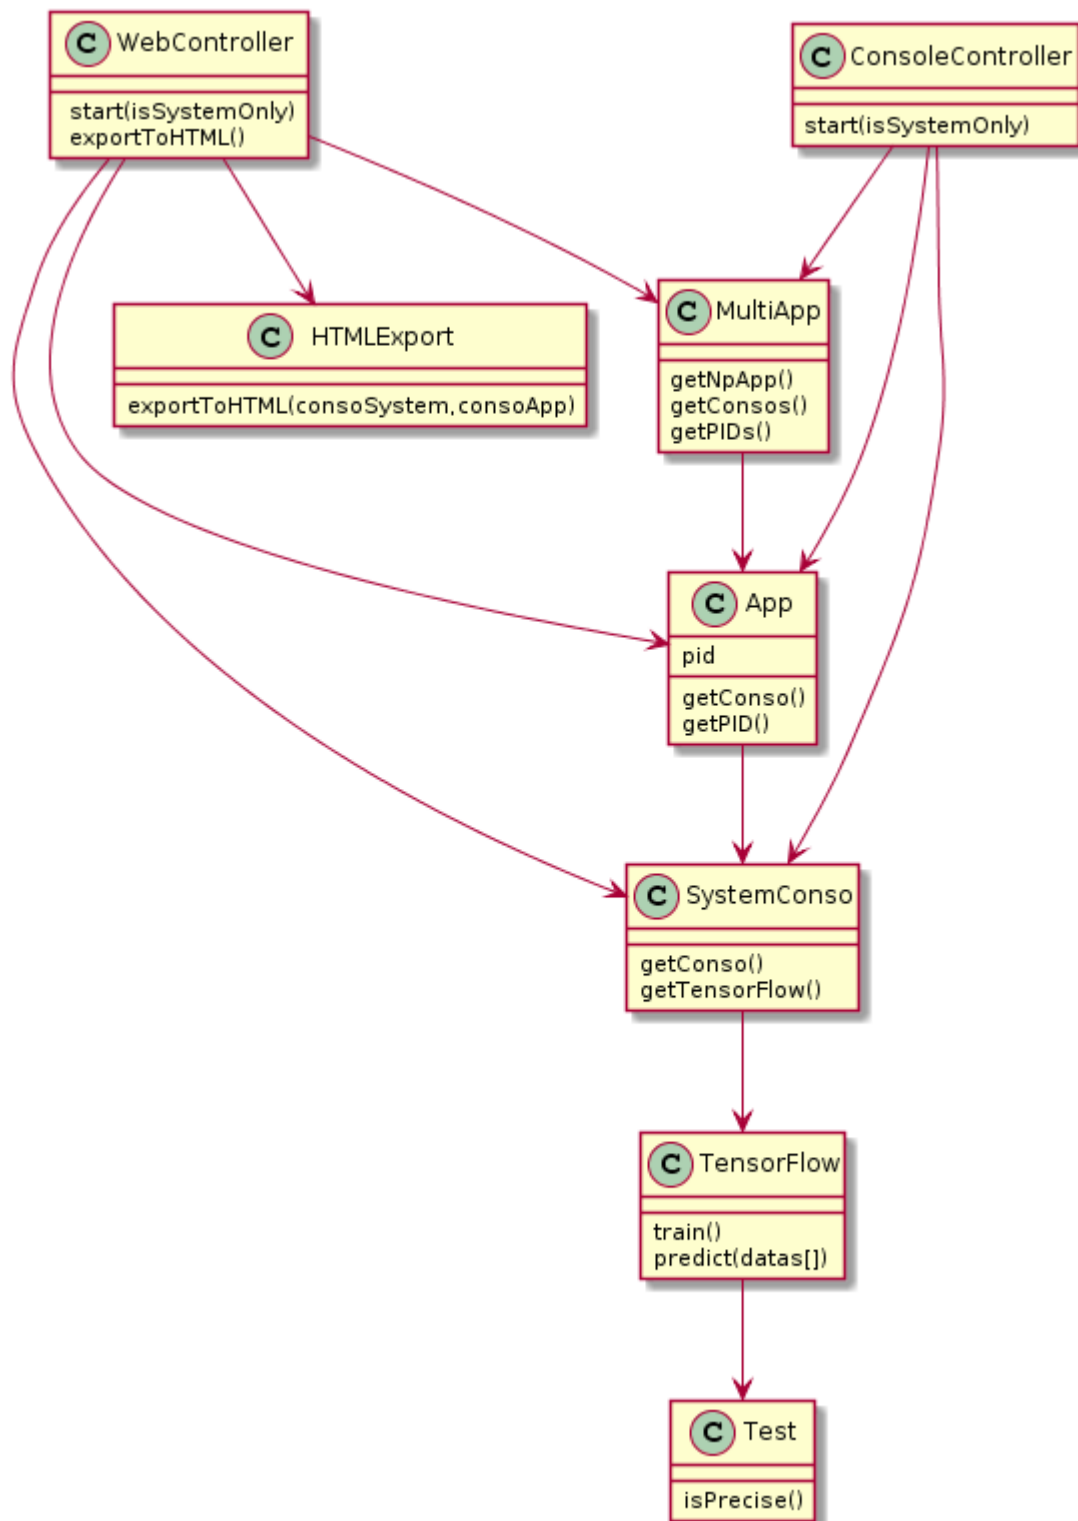 C WebController
start(isSystemOnly)
exportToHTML()
C ConsoleController
start(isSystemOnly)
C HTMLExport
exportToHTML(consoSystem,consoApp)
C MultiApp
getNpApp()
getConsos()
getPIDs()
C App
pid
getConso()
getPID()
C SystemConso
getConso()
getTensorFlow()
C TensorFlow
train()
predict(datas[])
C Test
isPrecise()